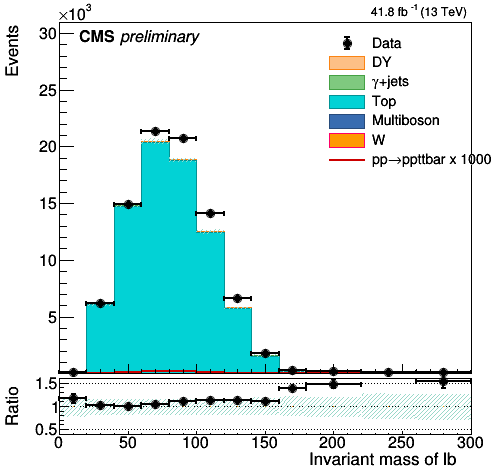 ×10³
41.8 fb⁻¹ (13 TeV)
CMS preliminary
Events
30
25
20
15
10
5
Data
DY
γ+jets
Top
Multiboson
W
pp→ppttbar x 1000
Ratio
1.5
1
0.5
0 50 100 150 200 250 300
Invariant mass of lb